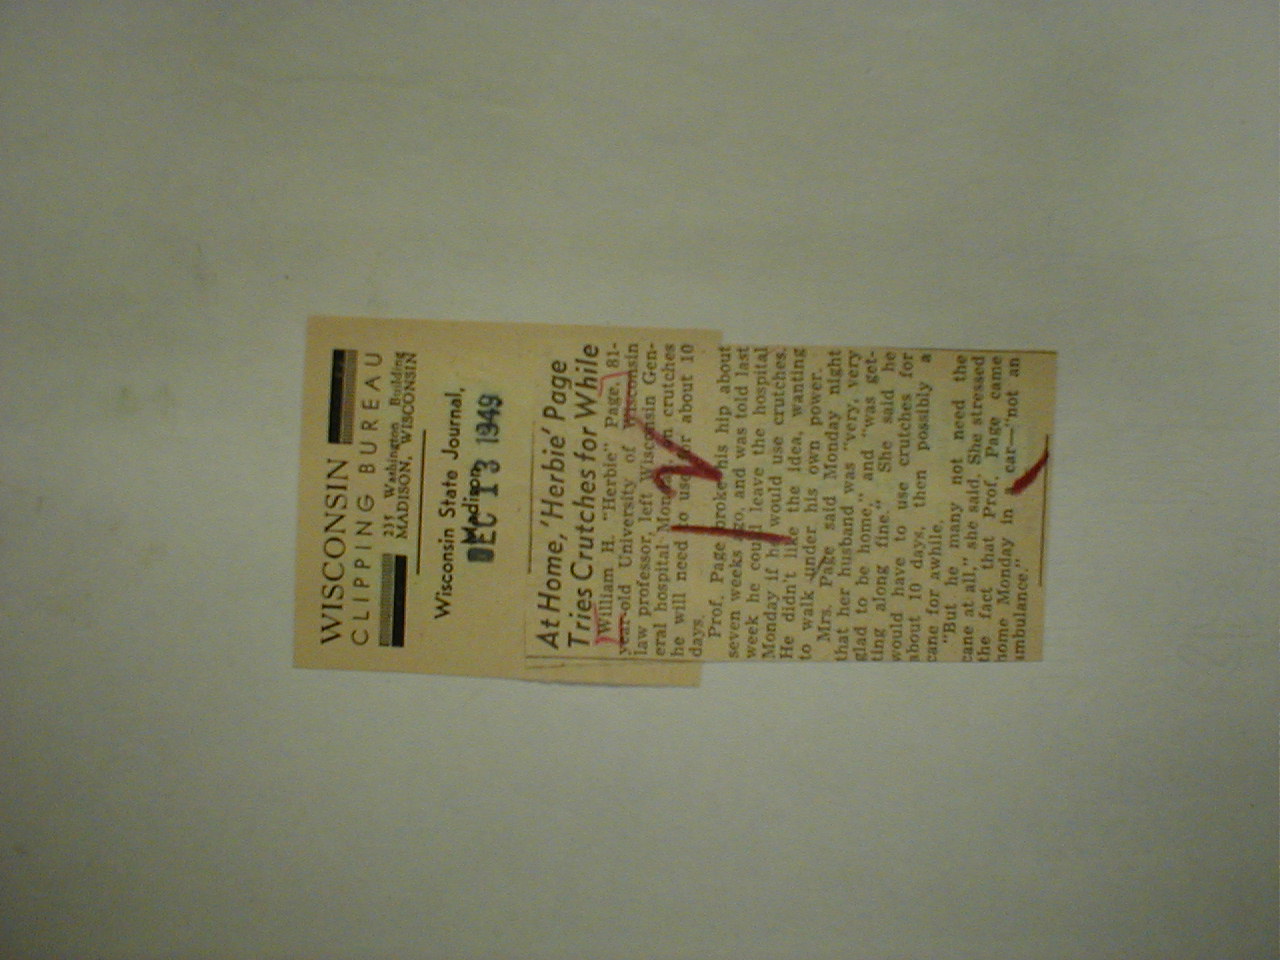 WISCONSIN
CLIPPING BUREAU
235 Washington Building
MADISON, WISCONSIN
Wisconsin State Journal,
Madison
DEC 13 1949
At Home, 'Herbie' Page
Tries Crutches for While
William H. "Herbie" Page, 81-
year-old University of Wisconsin
law professor, left Wisconsin Gen-
eral hospital Monday on crutches
he will need to use for about 10
days.
Prof. Page broke his hip about
seven weeks ago, and was told last
week he could leave the hospital
Monday if he would use crutches.
He didn't like the idea, wanting
to walk under his own power.
Mrs. Page said Monday night
that her husband was "very, very
glad to be home," and "was get-
ting along fine." She said he
would have to use crutches for
about 10 days, then possibly a
cane for awhile.
"But he many not need the
cane at all," she said. She stressed
the fact that Prof. Page came
home Monday in a car—"not an
ambulance."